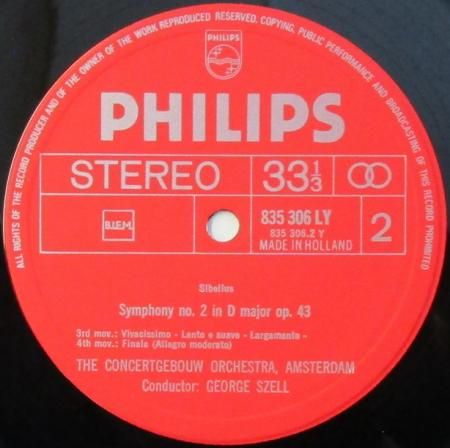 ALL RIGHTS OF THE RECORD PRODUCER AND OF THE OWNER OF THE WORK REPRODUCED RESERVED. COPYING, PUBLIC PERFORMANCE AND BROADCASTING OF THIS RECORD PROHIBITED
PHILIPS
PHILIPS
STEREO 33 1/3
B.I.E.M. 835 306 LY 2
835 306.2 Y
MADE IN HOLLAND
Sibelius
Symphony no. 2 in D major op. 43
3rd mov.: Vivacissimo - Lento e suave - Largamente -
4th mov.: Finale (Allegro moderato)
THE CONCERTGEBOUW ORCHESTRA, AMSTERDAM
Conductor: GEORGE SZELL